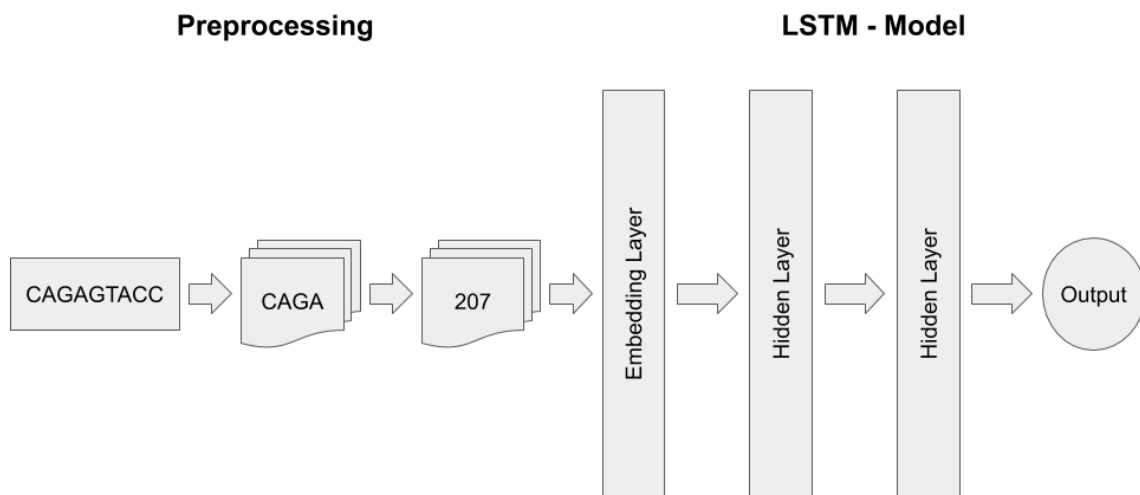 Preprocessing
LSTM - Model
CAGAGTACC
CAGA
207
Embedding Layer
Hidden Layer
Hidden Layer
Output